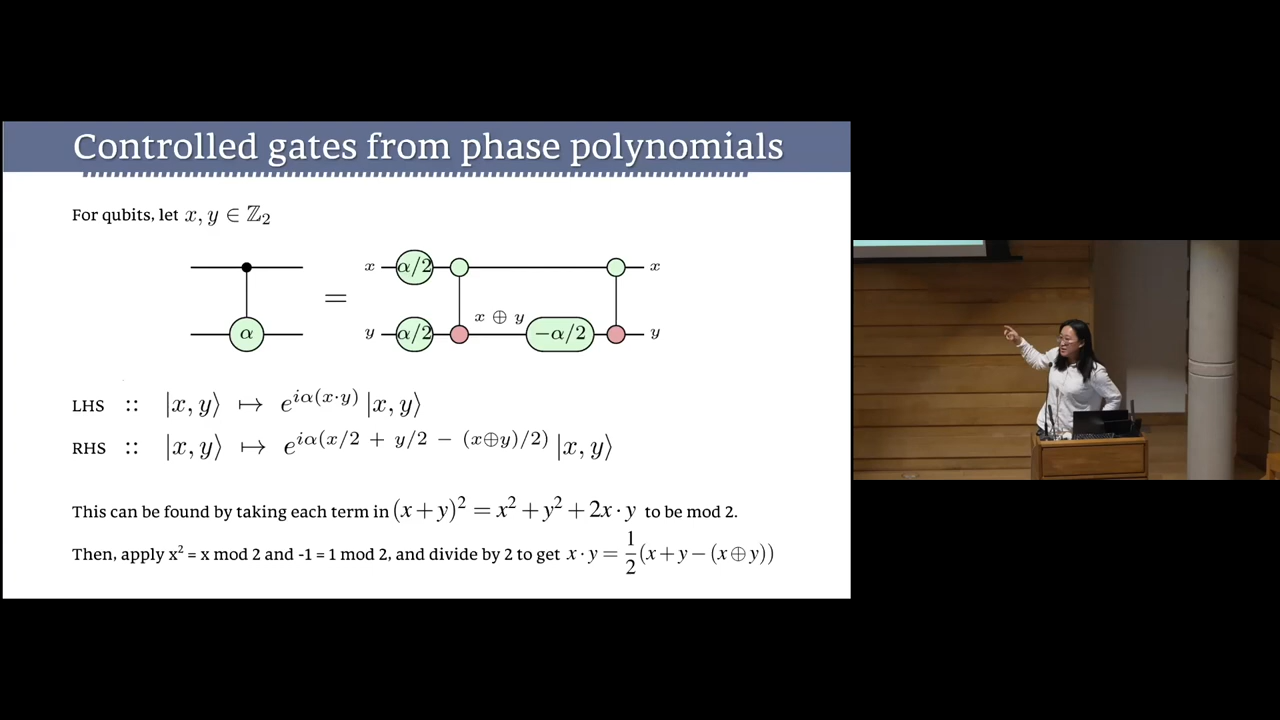 Controlled gates from phase polynomials
For qubits, let x, y ∈ ℤ₂
α = x α/2 x
y α/2 x ⊕ y −α/2 y
LHS :: |x, y⟩ ↦ e^{iα(x·y)} |x, y⟩
RHS :: |x, y⟩ ↦ e^{iα(x/2 + y/2 − (x⊕y)/2)} |x, y⟩
This can be found by taking each term in (x+y)² = x² + y² + 2x · y to be mod 2.
Then, apply x² = x mod 2 and -1 = 1 mod 2, and divide by 2 to get x · y = 1/2 (x + y − (x ⊕ y))